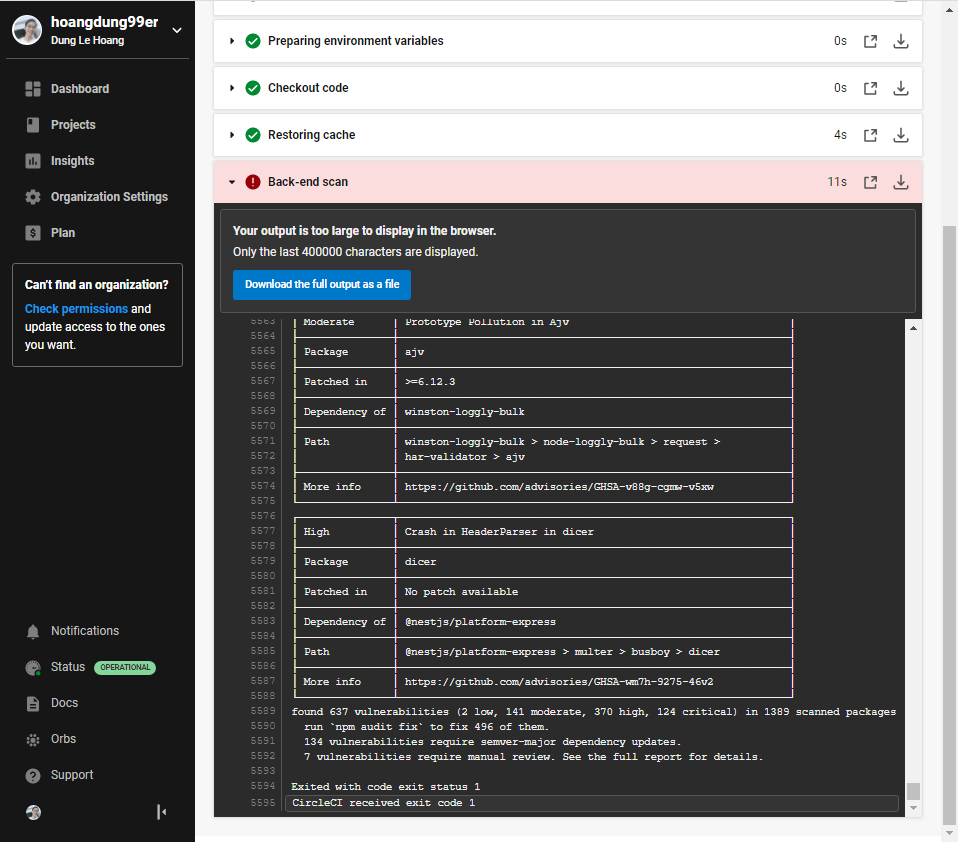 hoangdung99er
Dung Le Hoang
Dashboard
Projects
Insights
Organization Settings
Plan
Can't find an organization?
Check permissions and
update access to the ones
you want.
Notifications
Status OPERATIONAL
Docs
Orbs
Support
Preparing environment variables 0s
Checkout code 0s
Restoring cache 4s
Back-end scan 11s
Your output is too large to display in the browser.
Only the last 400000 characters are displayed.
Download the full output as a file
5563 Moderate Prototype Pollution in Ajv
5564
5565 Package ajv
5566
5567 Patched in >=6.12.3
5568
5569 Dependency of winston-loggly-bulk
5570
5571 Path winston-loggly-bulk > node-loggly-bulk > request >
5572 har-validator > ajv
5573
5574 More info https://github.com/advisories/GHSA-v88g-cgmw-v5xw
5575
5576
5577 High Crash in HeaderParser in dicer
5578
5579 Package dicer
5580
5581 Patched in No patch available
5582
5583 Dependency of @nestjs/platform-express
5584
5585 Path @nestjs/platform-express > multer > busboy > dicer
5586
5587 More info https://github.com/advisories/GHSA-wm7h-9275-46v2
5588
5589 found 637 vulnerabilities (2 low, 141 moderate, 370 high, 124 critical) in 1389 scanned packages
5590 run `npm audit fix` to fix 496 of them.
5591 134 vulnerabilities require semver-major dependency updates.
5592 7 vulnerabilities require manual review. See the full report for details.
5593
5594 Exited with code exit status 1
5595 CircleCI received exit code 1